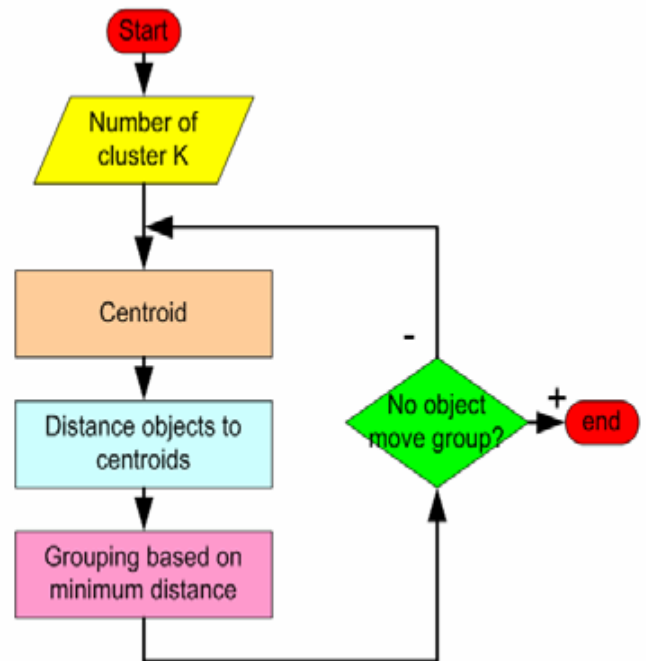 Start
Number of
cluster K
Centroid
Distance objects to
centroids
Grouping based on
minimum distance
-
No object
move group?
+
end